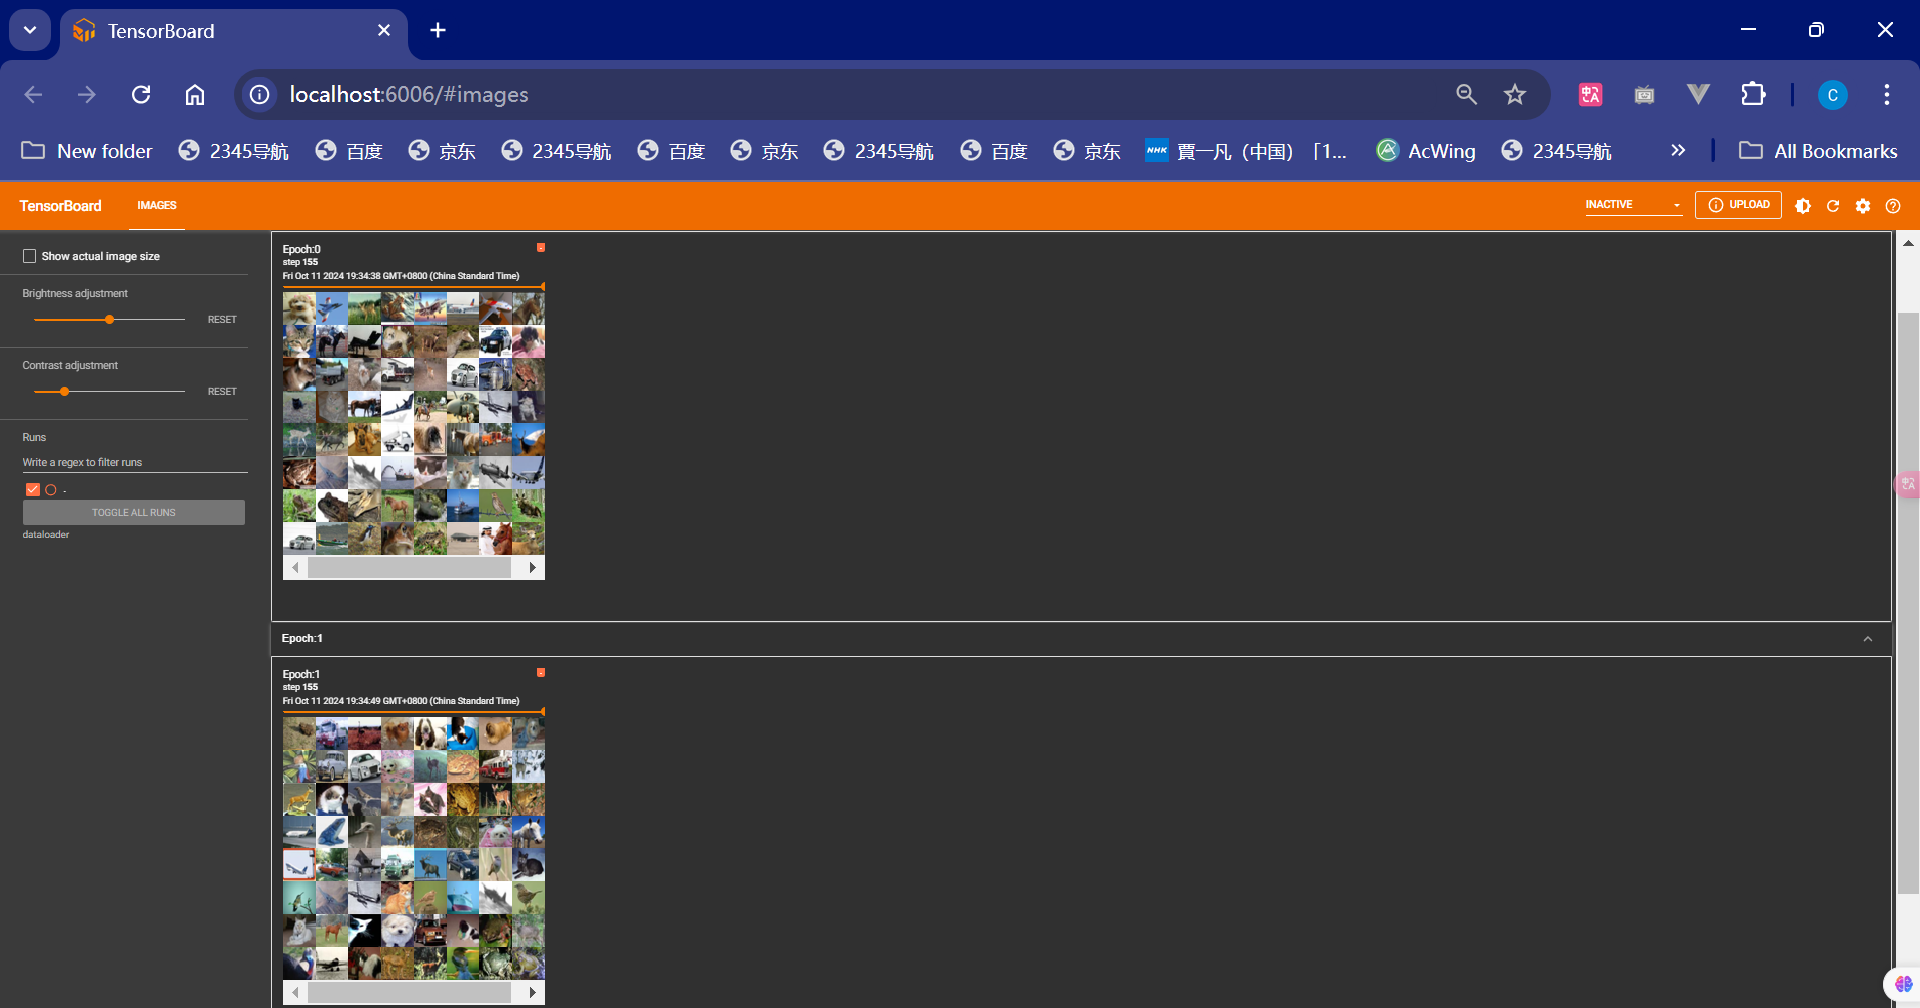 TensorBoard
localhost:6006/#images
C
New folder
2345导航
百度
京东
2345导航
百度
京东
2345导航
百度
京东
NHK
賈一凡（中国）「1...
AcWing
2345导航
»
All Bookmarks
TensorBoard
IMAGES
INACTIVE
UPLOAD
Show actual image size
Brightness adjustment
RESET
Contrast adjustment
RESET
Runs
Write a regex to filter runs
.
TOGGLE ALL RUNS
dataloader
Epoch:0
step 155
Fri Oct 11 2024 19:34:38 GMT+0800 (China Standard Time)
Epoch:1
Epoch:1
step 155
Fri Oct 11 2024 19:34:49 GMT+0800 (China Standard Time)